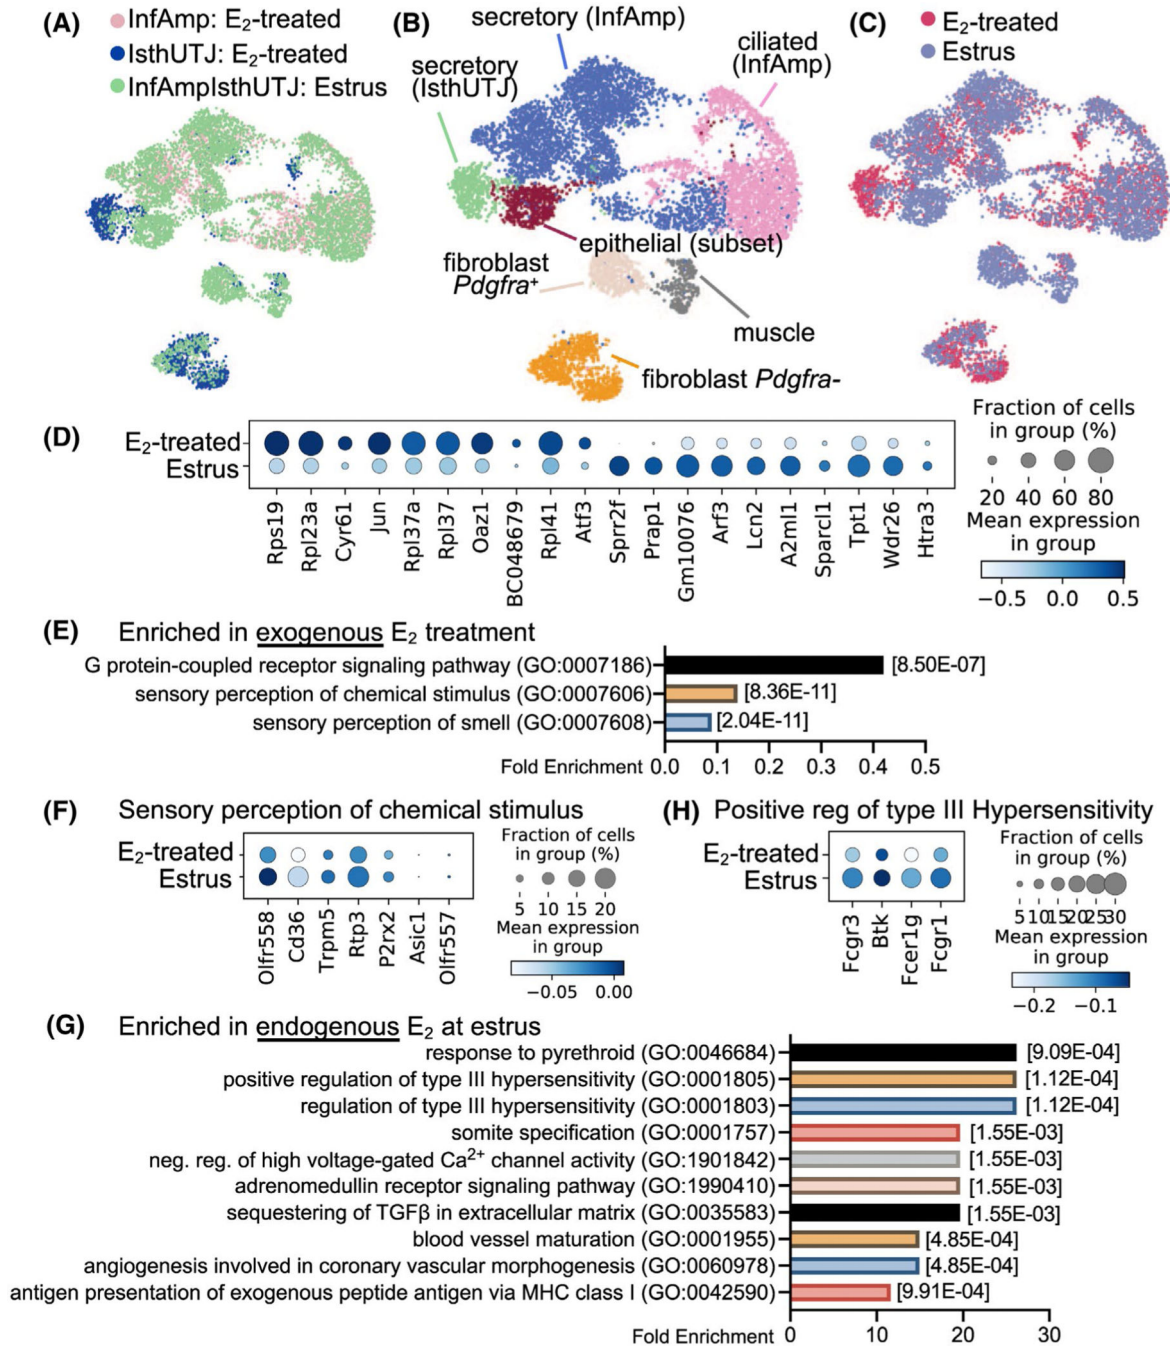 (A)
InfAmp: E₂-treated
IsthUTJ: E₂-treated
InfAmpIsthUTJ: Estrus
(B)
secretory (InfAmp)
secretory
(IsthUTJ)
ciliated
(InfAmp)
epithelial (subset)
fibroblast
Pdgfra⁺
muscle
fibroblast Pdgfra-
(C)
E₂-treated
Estrus
(D)
E₂-treated
Estrus
Rps19
Rpl23a
Cyr61
Jun
Rpl37a
Rpl37
Oaz1
BC048679
Rpl41
Atf3
Sprr2f
Prap1
Gm10076
Arf3
Lcn2
A2ml1
Sparcl1
Tpt1
Wdr26
Htra3
Fraction of cells
in group (%)
20 40 60 80
Mean expression
in group
−0.5 0.0 0.5
(E) Enriched in exogenous E₂ treatment
G protein-coupled receptor signaling pathway (GO:0007186) [8.50E-07]
sensory perception of chemical stimulus (GO:0007606) [8.36E-11]
sensory perception of smell (GO:0007608) [2.04E-11]
Fold Enrichment 0.0 0.1 0.2 0.3 0.4 0.5
(F) Sensory perception of chemical stimulus
E₂-treated
Estrus
Olfr558
Cd36
Trpm5
Rtp3
P2rx2
Asic1
Olfr557
Fraction of cells
in group (%)
5 10 15 20
Mean expression
in group
−0.05 0.00
(H) Positive reg of type III Hypersensitivity
E₂-treated
Estrus
Fcgr3
Btk
Fcer1g
Fcgr1
Fraction of cells
in group (%)
5 10 15 20 25 30
Mean expression
in group
−0.2 −0.1
(G) Enriched in endogenous E₂ at estrus
response to pyrethroid (GO:0046684) [9.09E-04]
positive regulation of type III hypersensitivity (GO:0001805) [1.12E-04]
regulation of type III hypersensitivity (GO:0001803) [1.12E-04]
somite specification (GO:0001757) [1.55E-03]
neg. reg. of high voltage-gated Ca²⁺ channel activity (GO:1901842) [1.55E-03]
adrenomedullin receptor signaling pathway (GO:1990410) [1.55E-03]
sequestering of TGFβ in extracellular matrix (GO:0035583) [1.55E-03]
blood vessel maturation (GO:0001955) [4.85E-04]
angiogenesis involved in coronary vascular morphogenesis (GO:0060978) [4.85E-04]
antigen presentation of exogenous peptide antigen via MHC class I (GO:0042590) [9.91E-04]
Fold Enrichment 0 10 20 30